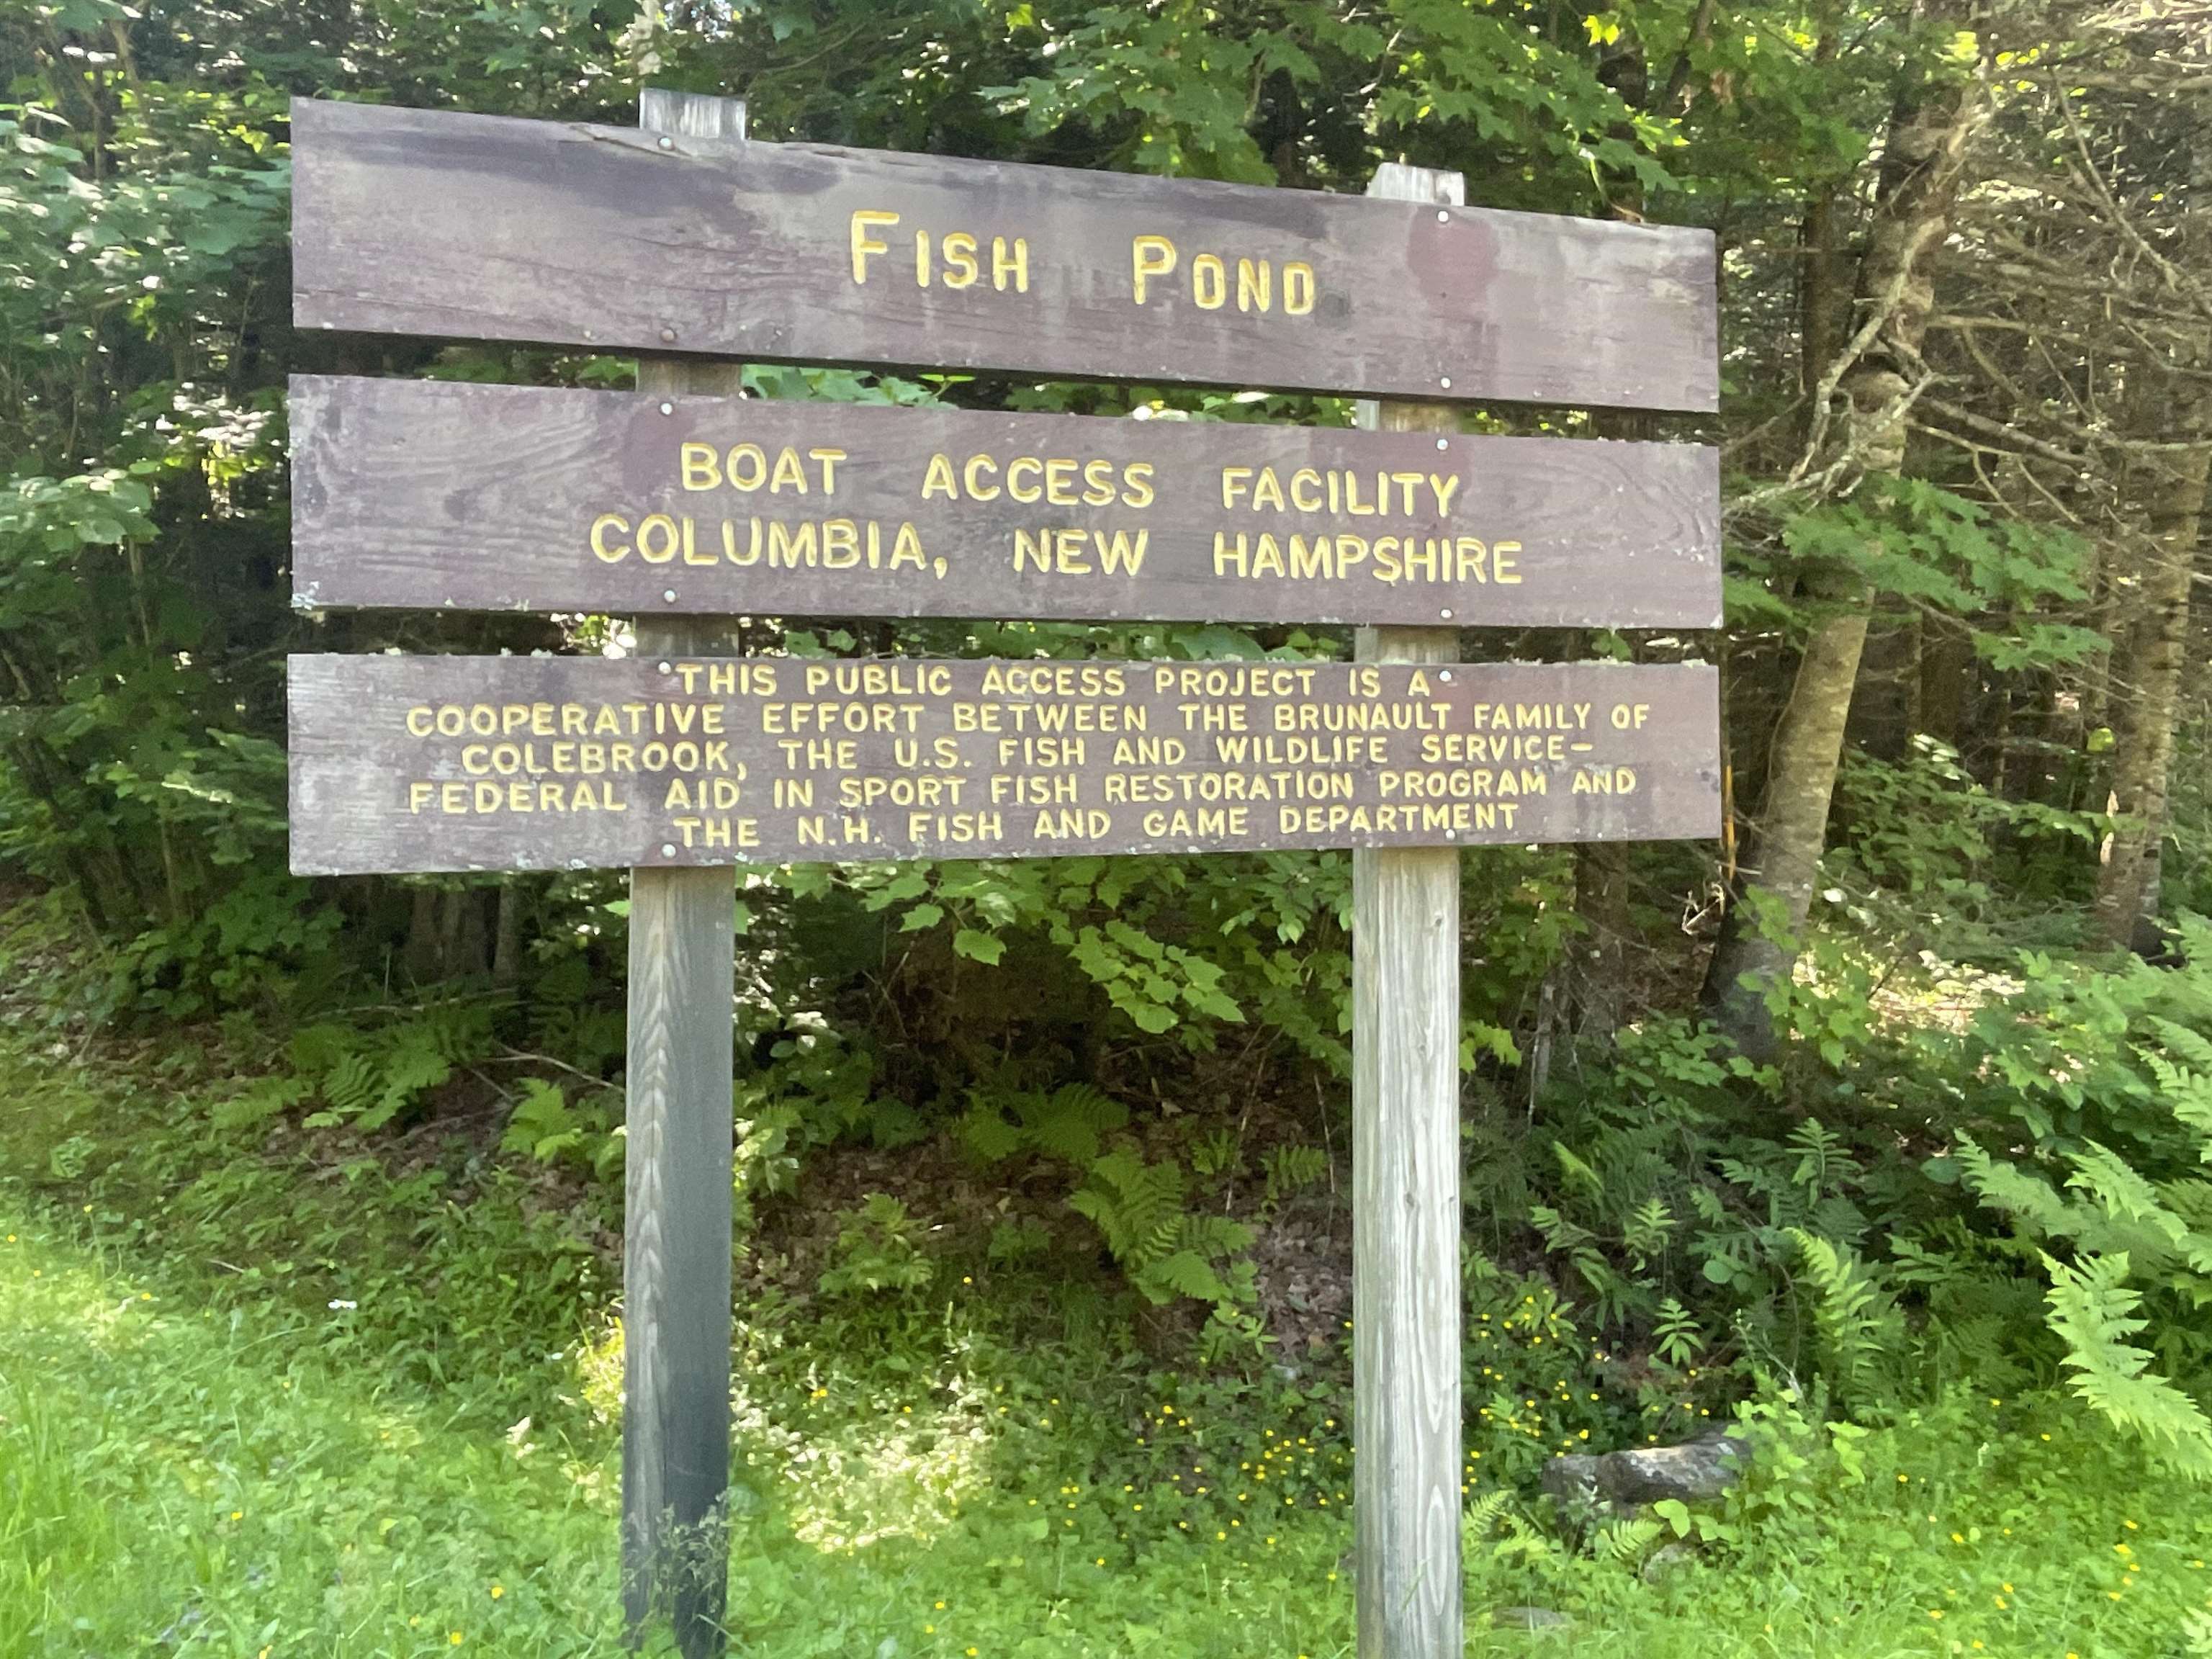 FISH POND
BOAT ACCESS FACILITY
COLUMBIA, NEW HAMPSHIRE
THIS PUBLIC ACCESS PROJECT IS A
COOPERATIVE EFFORT BETWEEN THE BRUNAULT FAMILY OF
COLEBROOK, THE U.S. FISH AND WILDLIFE SERVICE-
FEDERAL AID IN SPORT FISH RESTORATION PROGRAM AND
THE N.H. FISH AND GAME DEPARTMENT